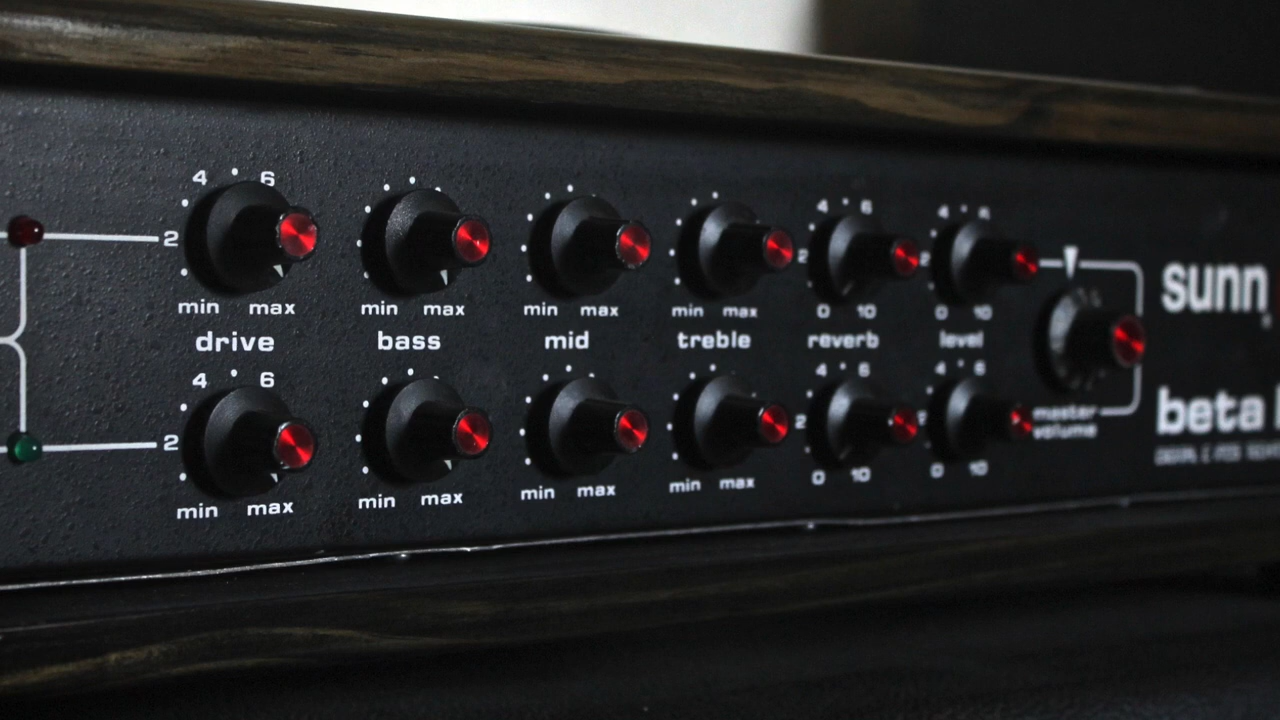 4 6 4 6 4 6
2 2 2
min max min max min max min max 0 10 0 10
drive bass mid treble reverb level
sunn
4 6 4 6 4 6
2 2 2
master
volume
beta
min max min max min max min max 0 10 0 10